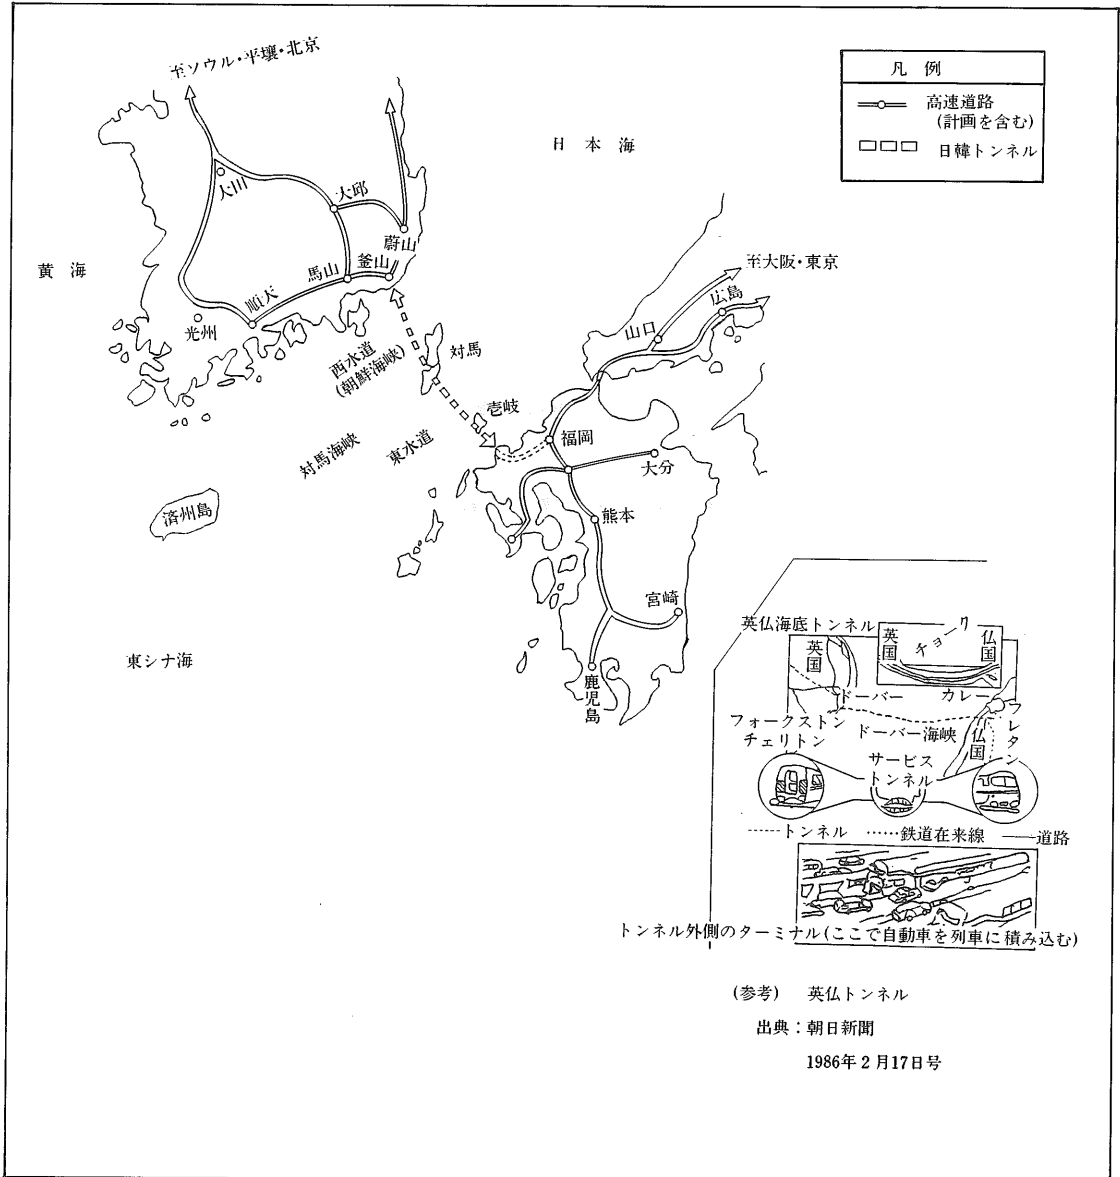 至ソウル・平壌・北京
凡例
高速道路
(計画を含む)
日韓トンネル
日本海
大田
大邱
蔚山
釜山
馬山
順天
光州
黄海
至大阪・東京
広島
山口
西水道
(朝鮮海峡)
対馬
壱岐
東水道
対馬海峡
福岡
大分
熊本
済州島
宮崎
鹿児島
東シナ海
英仏海底トンネル
英国
チョーク
仏国
英国
ドーバー
カレー
フォークストン
チェリトン
ドーバー海峡
仏国
フレタン
サービス
トンネル
-----トンネル ……鉄道在来線 ──道路
トンネル外側のターミナル(ここで自動車を列車に積み込む)
(参考) 英仏トンネル
出典：朝日新聞
1986年2月17日号